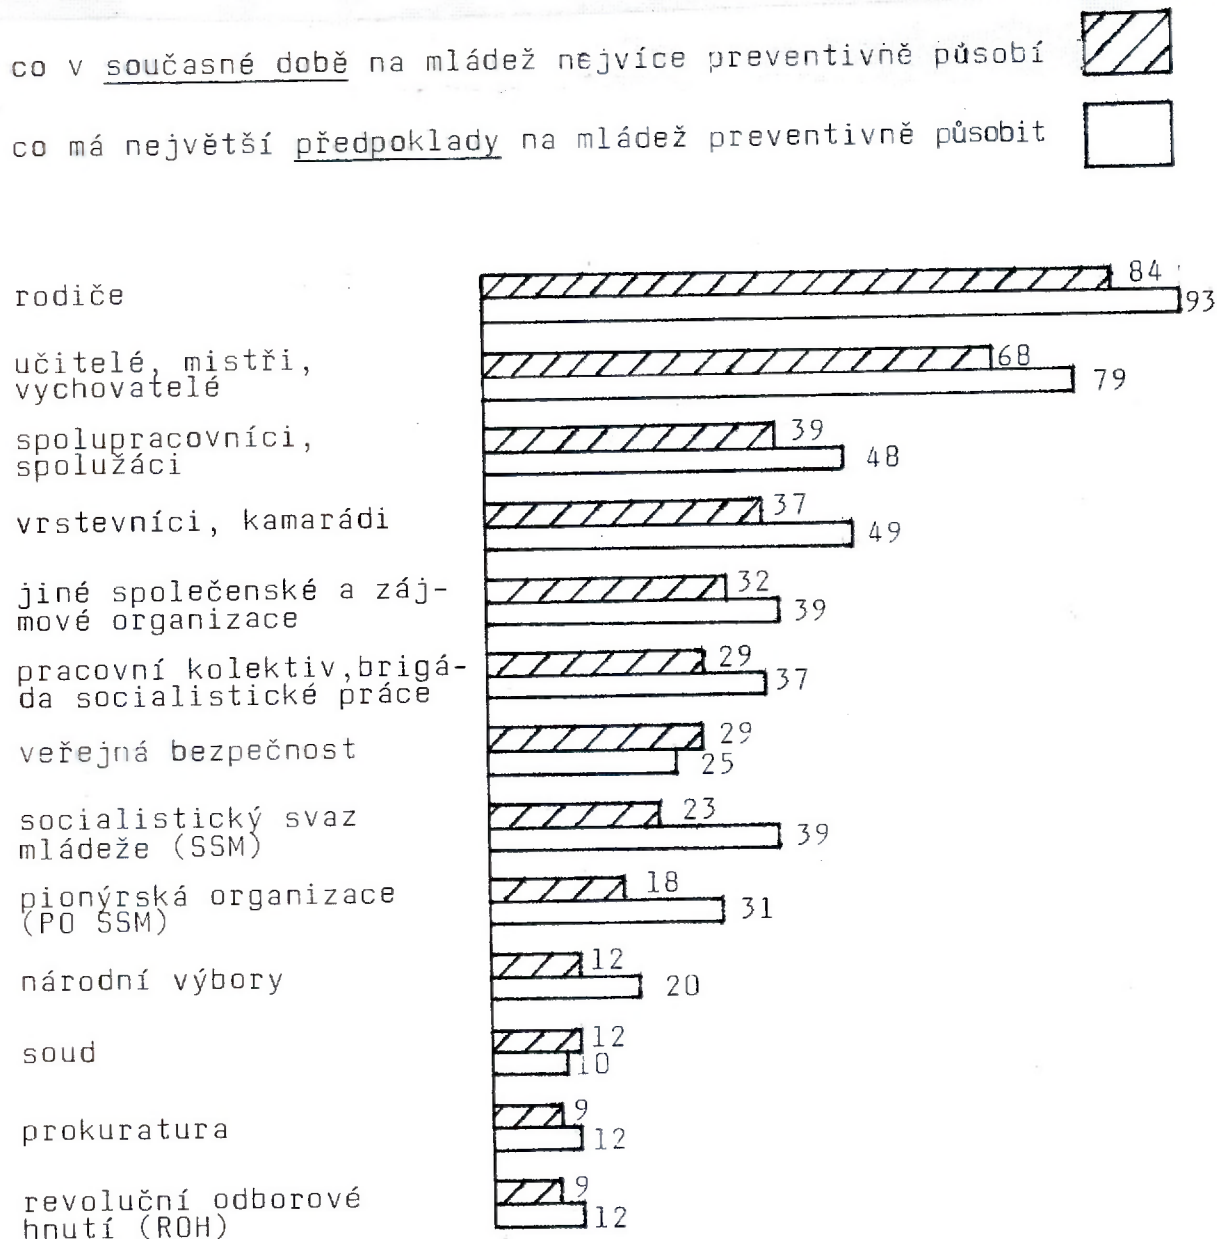 co v současné době na mládež nejvíce preventivně působí
co má největší předpoklady na mládež preventivně působit
rodiče
84
93
učitelé, mistři,
vychovatelé
68
79
spolupracovníci,
spolužáci
39
48
vrstevníci, kamarádi
37
49
jiné společenské a záj-
mové organizace
32
39
pracovní kolektiv,brigá-
da socialistické práce
29
37
veřejná bezpečnost
29
25
socialistický svaz
mládeže (SSM)
23
39
pionýrská organizace
(PO SSM)
18
31
národní výbory
12
20
soud
12
10
prokuratura
9
12
revoluční odborové
hnutí (ROH)
9
12